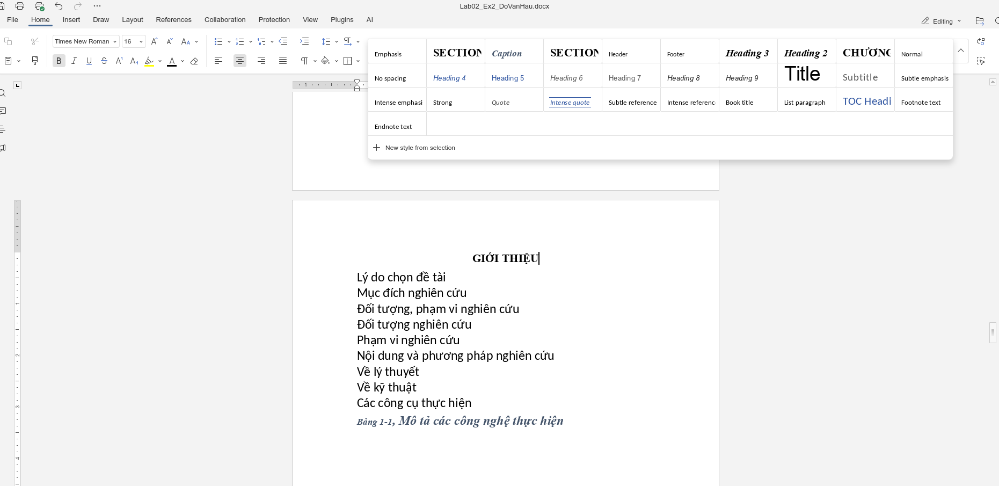 Lab02_Ex2_DoVanHau.docx
File Home Insert Draw Layout References Collaboration Protection View Plugins AI
Editing
Times New Roman 16
Emphasis SECTION Caption SECTION Header Footer Heading 3 Heading 2 CHƯƠNG Normal
No spacing Heading 4 Heading 5 Heading 6 Heading 7 Heading 8 Heading 9 Title Subtitle Subtle emphasis
Intense emphasi Strong Quote Intense quote Subtle reference Intense referenc Book title List paragraph TOC Headi Footnote text
Endnote text
New style from selection
GIỚI THIỆU
Lý do chọn đề tài
Mục đích nghiên cứu
Đối tượng, phạm vi nghiên cứu
Đối tượng nghiên cứu
Phạm vi nghiên cứu
Nội dung và phương pháp nghiên cứu
Về lý thuyết
Về kỹ thuật
Các công cụ thực hiện
Bảng 1-1, Mô tả các công nghệ thực hiện